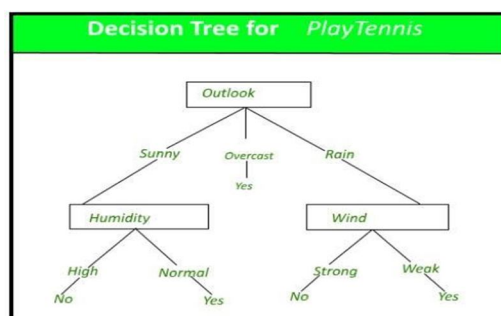 Decision Tree for PlayTennis
Outlook
Sunny Overcast Rain
Yes
Humidity Wind
High Normal Strong Weak
No Yes No Yes